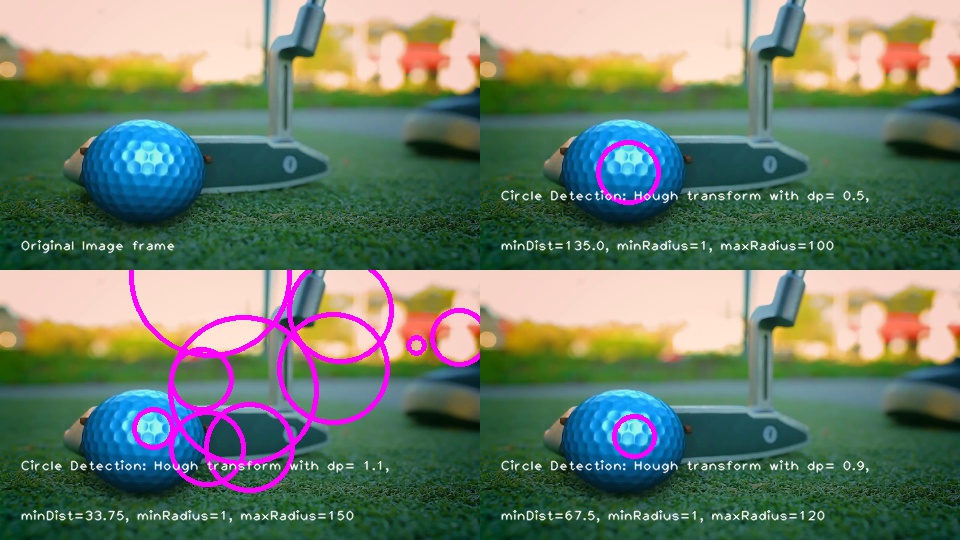 Original Image frame
Circle Detection: Hough transform with dp= 0.5,
minDist=135.0, minRadius=1, maxRadius=100
Circle Detection: Hough transform with dp= 1.1,
minDist=33.75, minRadius=1, maxRadius=150
Circle Detection: Hough transform with dp= 0.9,
minDist=67.5, minRadius=1, maxRadius=120